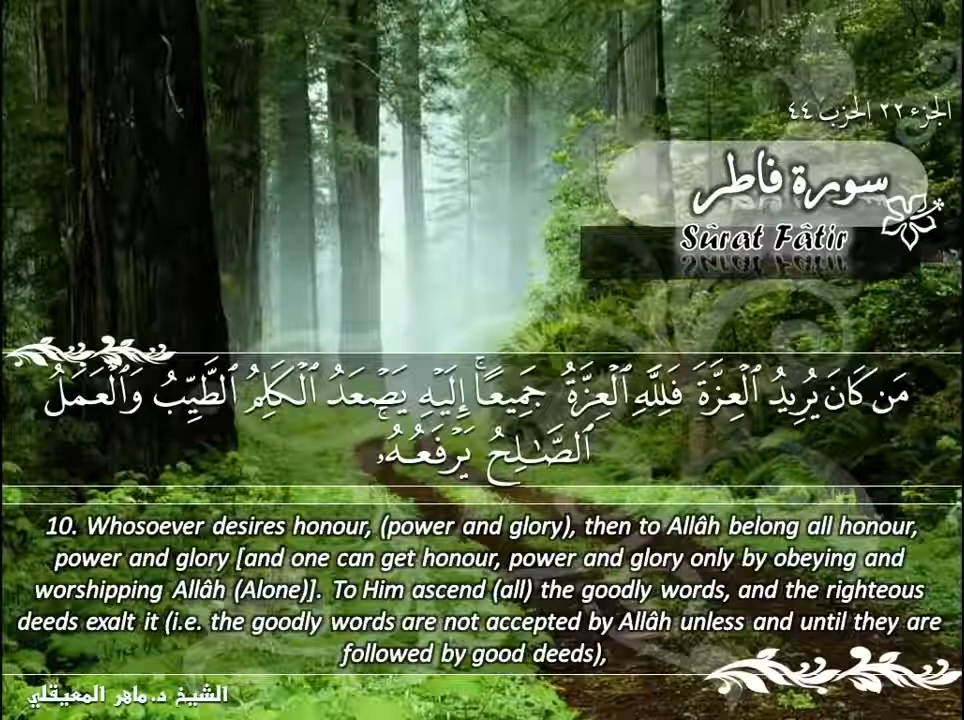 الجزء ٢٢ الحزب ٤٤
سورة فاطر
Sûrat Fâtir
مَن كَانَ يُرِيدُ ٱلْعِزَّةَ فَلِلَّهِ ٱلْعِزَّةُ جَمِيعًا ۚ إِلَيْهِ يَصْعَدُ ٱلْكَلِمُ ٱلطَّيِّبُ وَٱلْعَمَلُ
ٱلصَّـٰلِحُ يَرْفَعُهُۥ ۚ
10. Whosoever desires honour, (power and glory), then to Allâh belong all honour,
power and glory [and one can get honour, power and glory only by obeying and
worshipping Allâh (Alone)]. To Him ascend (all) the goodly words, and the righteous
deeds exalt it (i.e. the goodly words are not accepted by Allâh unless and until they are
followed by good deeds),
الشيخ د. ماهر المعيقلي